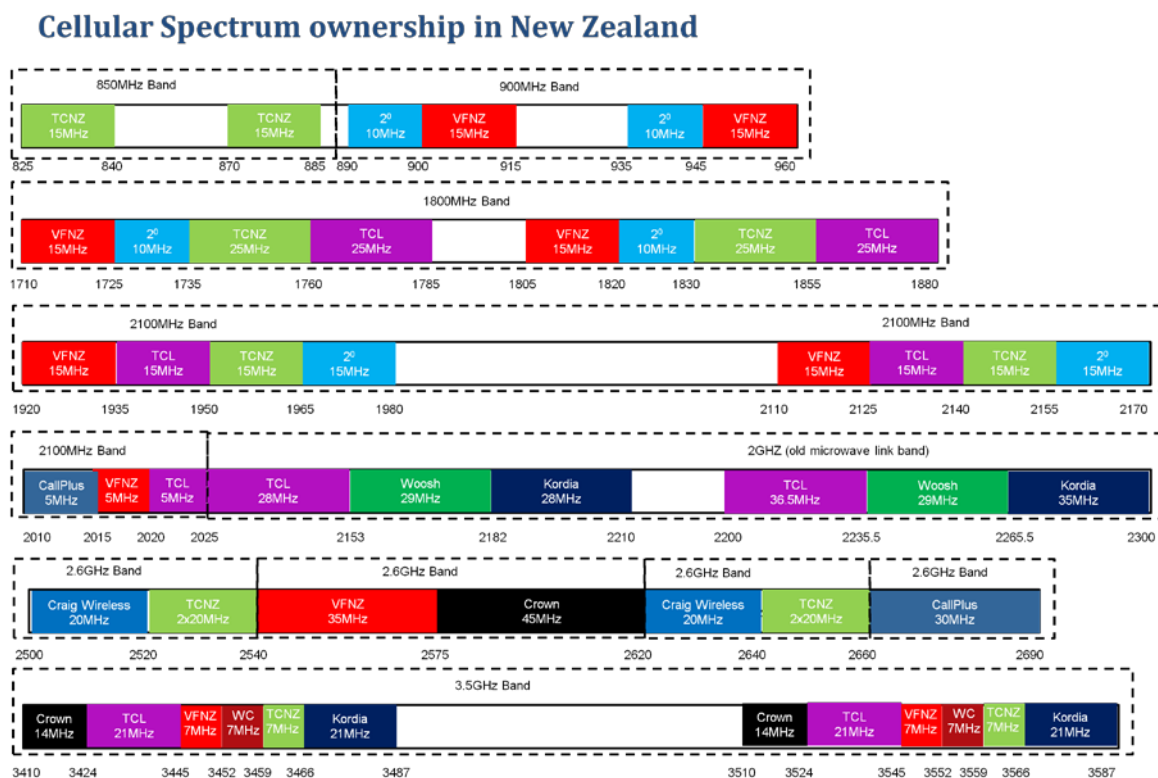 Cellular Spectrum ownership in New Zealand
850MHz Band 900MHz Band
TCNZ TCNZ 2⁰ VFNZ 2⁰ VFNZ
15MHz 15MHz 10MHz 15MHz 10MHz 15MHz
825 840 870 885 890 900 915 935 945 960
1800MHz Band
VFNZ 2⁰ TCNZ TCL VFNZ 2⁰ TCNZ TCL
15MHz 10MHz 25MHz 25MHz 15MHz 10MHz 25MHz 25MHz
1710 1725 1735 1760 1785 1805 1820 1830 1855 1880
2100MHz Band 2100MHz Band
VFNZ TCL TCNZ 2⁰ VFNZ TCL TCNZ 2⁰
15MHz 15MHz 15MHz 15MHz 15MHz 15MHz 15MHz 15MHz
1920 1935 1950 1965 1980 2110 2125 2140 2157 2170
2100MHz Band 2GHZ (old microwave link band)
CallPlus VFNZ TCL TCL Woosh Kordia TCL Woosh Kordia
5MHz 5MHz 5MHz 28MHz 29MHz 28MHz 36.5MHz 29MHz 35MHz
2010 2015 2020 2025 2153 2182 2210 2200 2235.5 2265.5 2300
2.6GHz Band 2.6GHz Band 2.6GHz Band 2.6GHz Band
Craig Wireless TCNZ VFNZ Crown Craig Wireless TCNZ CallPlus
20MHz 2x20MHz 35MHz 45MHz 20MHz 2x20MHz 30MHz
2500 2520 2540 2575 2620 2640 2660 2690
3.5GHz Band
Crown TCL VFNZ WC TCNZ Kordia Crown TCL VFNZ WC TCNZ Kordia
14MHz 21MHz 7MHz 7MHz 7MHz 21MHz 14MHz 21MHz 7MHz 7MHz 7MHz 21MHz
3410 3424 3445 3452 3459 3466 3487 3510 3524 3545 3552 3559 3566 3587